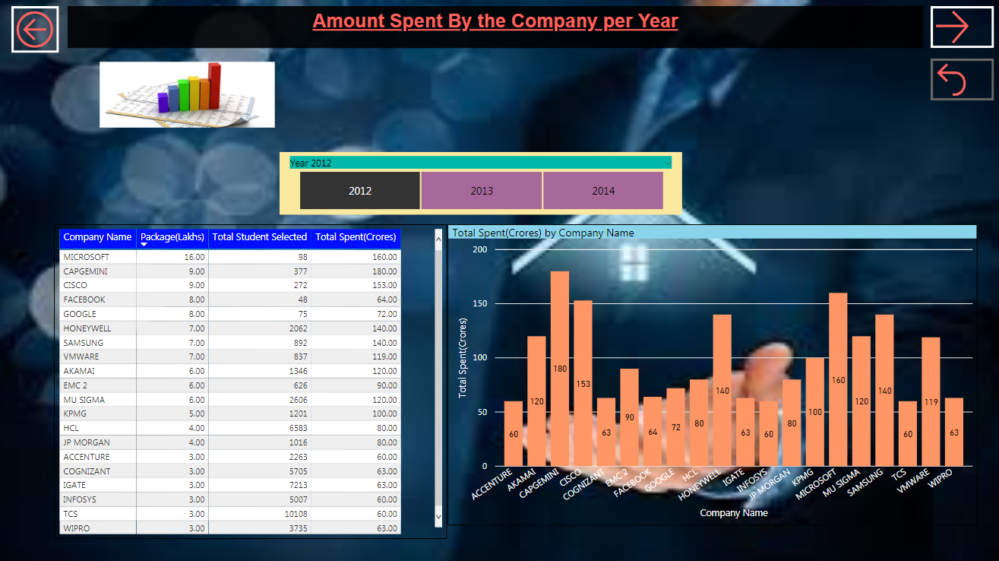 Amount Spent By the Company per Year
Year 2012
2012 2013 2014
Company Name Package(Lakhs) Total Student Selected Total Spent(Crores)
MICROSOFT 16.00 98 160.00
CAPGEMINI 9.00 377 180.00
CISCO 9.00 272 153.00
FACEBOOK 8.00 48 64.00
GOOGLE 8.00 75 72.00
HONEYWELL 7.00 2062 140.00
SAMSUNG 7.00 892 140.00
VMWARE 7.00 837 119.00
AKAMAI 6.00 1346 120.00
EMC 2 6.00 626 90.00
MU SIGMA 6.00 2606 120.00
KPMG 5.00 1201 100.00
HCL 4.00 6583 80.00
JP MORGAN 4.00 1016 80.00
ACCENTURE 3.00 2263 60.00
COGNIZANT 3.00 5705 63.00
IGATE 3.00 7213 63.00
INFOSYS 3.00 5007 60.00
TCS 3.00 10108 60.00
WIPRO 3.00 3735 63.00
Total Spent(Crores) by Company Name
Total Spent(Crores)
200
150
100
50
0
60 120 180 153 63 90 64 72 80 140 63 60 80 100 160 120 140 60 119 63
ACCENTURE AKAMAI CAPGEMINI CISCO COGNIZANT EMC 2 FACEBOOK GOOGLE HCL HONEYWELL IGATE INFOSYS JP MORGAN KPMG MICROSOFT MU SIGMA SAMSUNG TCS VMWARE WIPRO
Company Name